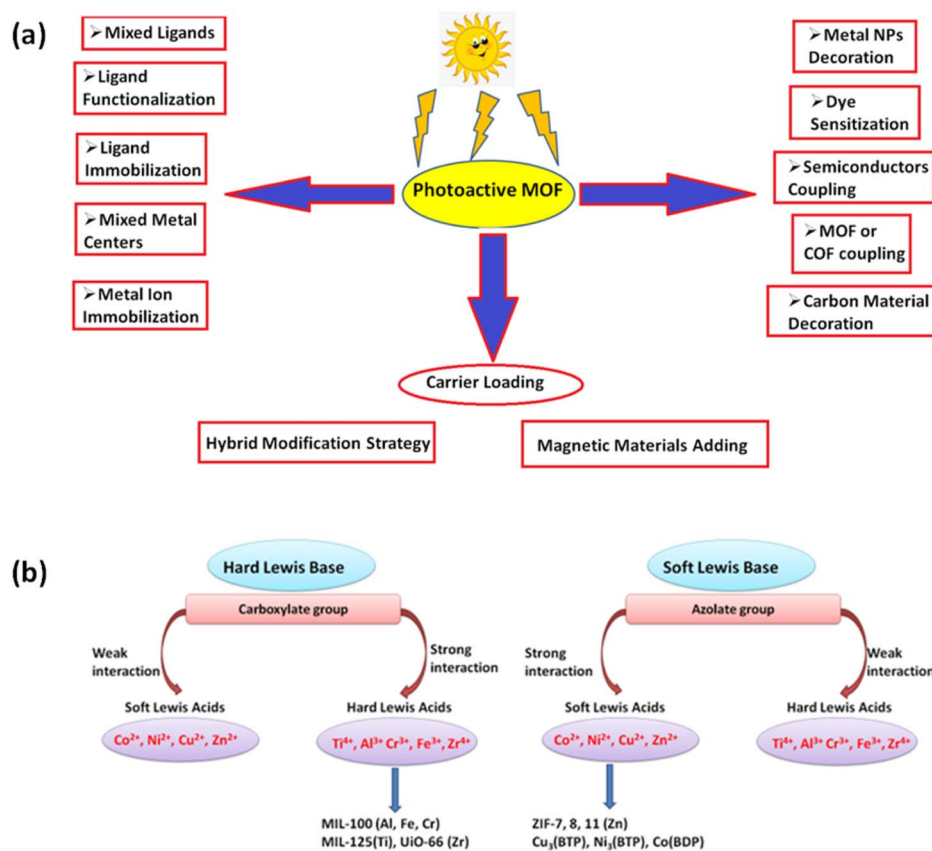 (a)
➢Mixed Ligands
➢Ligand
Functionalization
➢Ligand
Immobilization
➢Mixed Metal
Centers
➢Metal Ion
Immobilization
Photoactive MOF
➢Metal NPs
Decoration
➢Dye
Sensitization
➢Semiconductors
Coupling
➢MOF or
COF coupling
➢Carbon Material
Decoration
Carrier Loading
Hybrid Modification Strategy
Magnetic Materials Adding
(b)
Hard Lewis Base
Carboxylate group
Weak
interaction
Strong
interaction
Soft Lewis Acids
Hard Lewis Acids
Co²⁺, Ni²⁺, Cu²⁺, Zn²⁺
Ti⁴⁺, Al³⁺ Cr³⁺, Fe³⁺, Zr⁴⁺
MIL-100 (Al, Fe, Cr)
MIL-125(Ti), UiO-66 (Zr)
Soft Lewis Base
Azolate group
Strong
interaction
Weak
interaction
Soft Lewis Acids
Hard Lewis Acids
Co²⁺, Ni²⁺, Cu²⁺, Zn²⁺
Ti⁴⁺, Al³⁺ Cr³⁺, Fe³⁺, Zr⁴⁺
ZIF-7, 8, 11 (Zn)
Cu₃(BTP), Ni₃(BTP), Co(BDP)